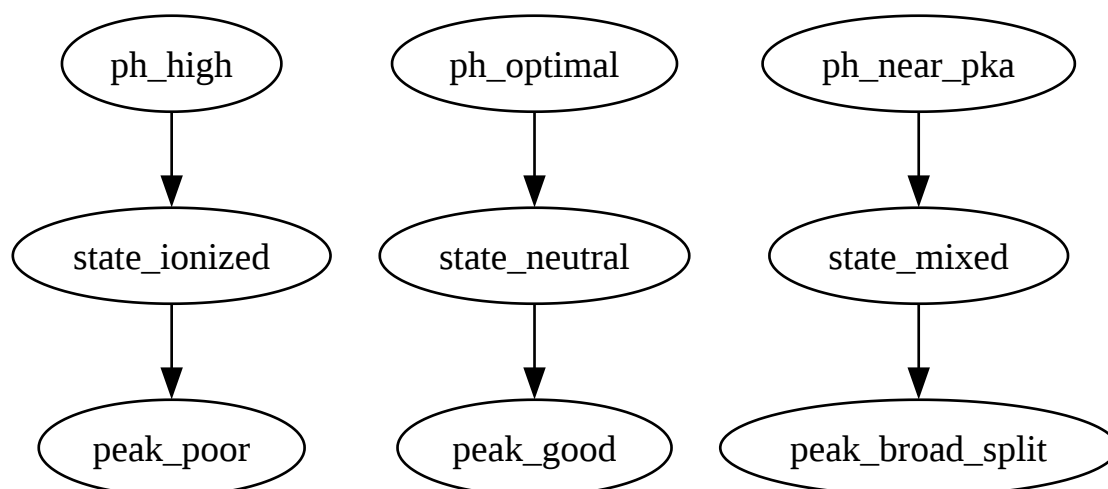 ph_high
ph_optimal
ph_near_pka
state_ionized
state_neutral
state_mixed
peak_poor
peak_good
peak_broad_split